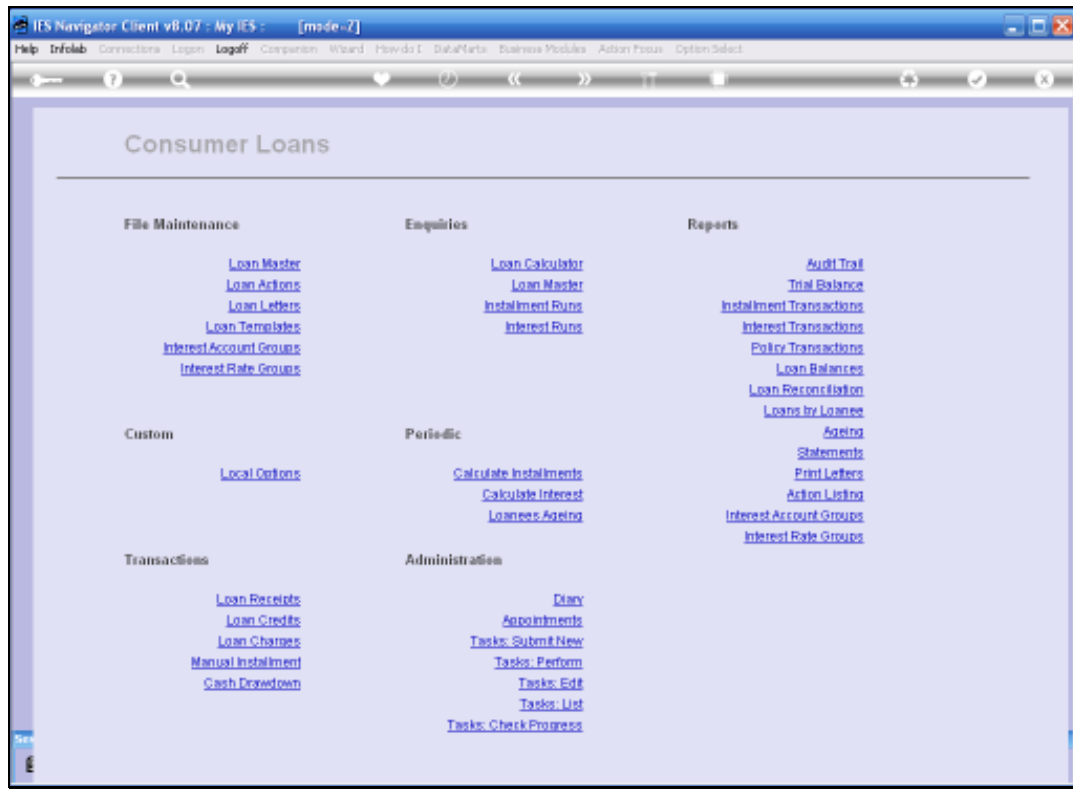 IES Navigator Client v8.07 : My IES : [mode=Z]
Help Infolab Connections Logon Logoff Companion Wizard How do I DataMarts Business Modules Action Focus Option Select
Consumer Loans
File Maintenance
Loan Master
Loan Actions
Loan Letters
Loan Templates
Interest Account Groups
Interest Rate Groups
Custom
Local Options
Transactions
Loan Receipts
Loan Credits
Loan Charges
Manual Installment
Cash Drawdown
Enquiries
Loan Calculator
Loan Master
Installment Runs
Interest Runs
Periodic
Calculate Installments
Calculate Interest
Loanees Ageing
Administration
Diary
Appointments
Tasks: Submit New
Tasks: Perform
Tasks: Edit
Tasks: List
Tasks: Check Progress
Reports
Audit Trail
Trial Balance
Installment Transactions
Interest Transactions
Policy Transactions
Loan Balances
Loan Reconciliation
Loans by Loanee
Ageing
Statements
Print Letters
Action Listing
Interest Account Groups
Interest Rate Groups